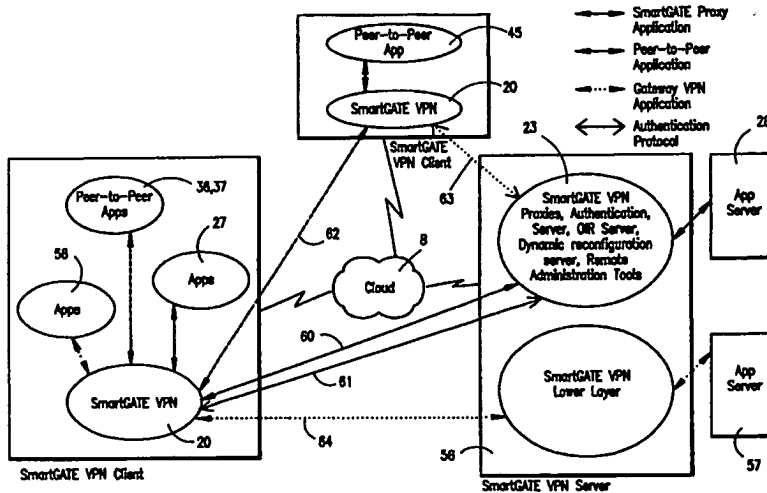 SmartGATE Proxy
Application
Peer-to-Peer
Application
Gateway VPN
Application
Authentication
Protocol
Peer-to-Peer
App
45
SmartGATE VPN
20
SmartGATE
VPN Client
63
23
28
SmartGATE VPN
Proxies, Authentication,
Server, OIR Server,
Dynamic reconfiguration
server, Remote
Administration Tools
App
Server
Peer-to-Peer
Apps
36,37
27
Apps
58
Apps
62
8
Cloud
60
61
SmartGATE VPN
20
64
SmartGATE VPN
Lower Layer
56
App
Server
57
SmartGATE VPN Client
SmartGATE VPN Server